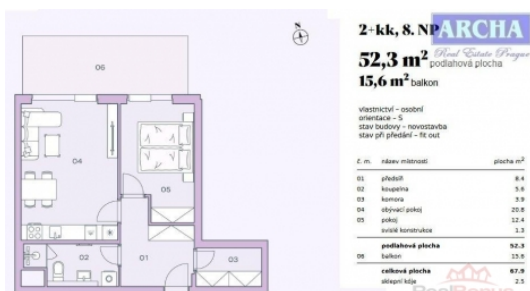 2+kk, 8. NP
ARCHA
Real Estate Prague
52,3 m² podlahová plocha
15,6 m² balkon
vlastnictví – osobní
orientace – S
stav budovy – novostavba
stav při předání – fit out
č. m. název místnosti plocha m²
01 předsíň 8.4
02 koupelna 5.8
03 komora 3.9
04 obývací pokoj 20.8
05 pokoj 12.4
svislé konstrukce 1.3
podlahová plocha 52.3
06 balkon 15.6
celková plocha 67.9
sklepní kóje 2.5
RealBonus
S
06
04
05
02
01
03